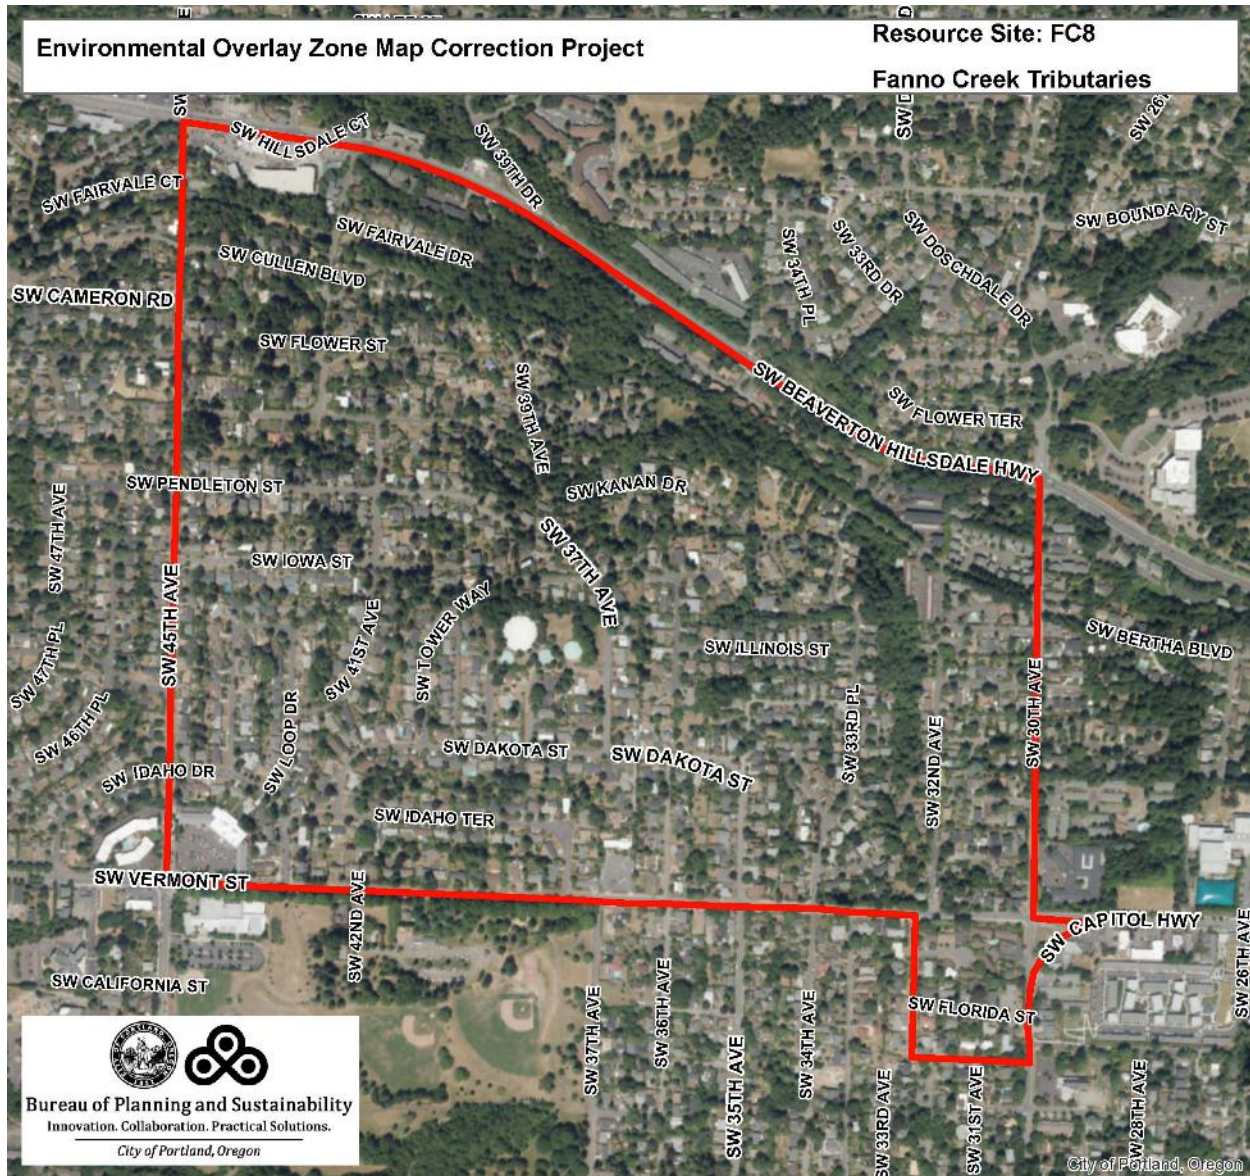 Environmental Overlay Zone Map Correction Project
Resource Site: FC8
Fanno Creek Tributaries
SW HILLSDALE CT
SW 39TH DR
SW 26T
SW FAIRVALE CT
SW FAIRVALE DR
SW BOUNDARY ST
SW CULLEN BLVD
SW 34TH PL
SW 33RD DR
SW DOSCHDALE DR
SW CAMERON RD
SW FLOWER ST
SW 39TH AVE
SW BEAVERTON HILLSDALE HWY
SW FLOWER TER
SW PENDLETON ST
SW KANAN DR
SW 47TH AVE
SW IOWA ST
SW 37TH AVE
SW 45TH AVE
SW 41ST AVE
SW TOWER WAY
SW ILLINOIS ST
SW BERTHA BLVD
SW 47TH PL
SW 46TH PL
SW LOOP DR
SW 33RD PL
SW 32ND AVE
SW 30TH AVE
SW DAKOTA ST
SW DAKOTA ST
SW IDAHO DR
SW IDAHO TER
SW VERMONT ST
SW 42ND AVE
SW CAPITOL HWY
SW CALIFORNIA ST
SW 37TH AVE
SW 36TH AVE
SW 35TH AVE
SW 34TH AVE
SW 33RD AVE
SW FLORIDA ST
SW 31ST AVE
SW 28TH AVE
SW 26TH AVE
CITY OF PORTLAND, OREGON
1851
Bureau of Planning and Sustainability
Innovation. Collaboration. Practical Solutions.
City of Portland, Oregon
City of Portland, Oregon